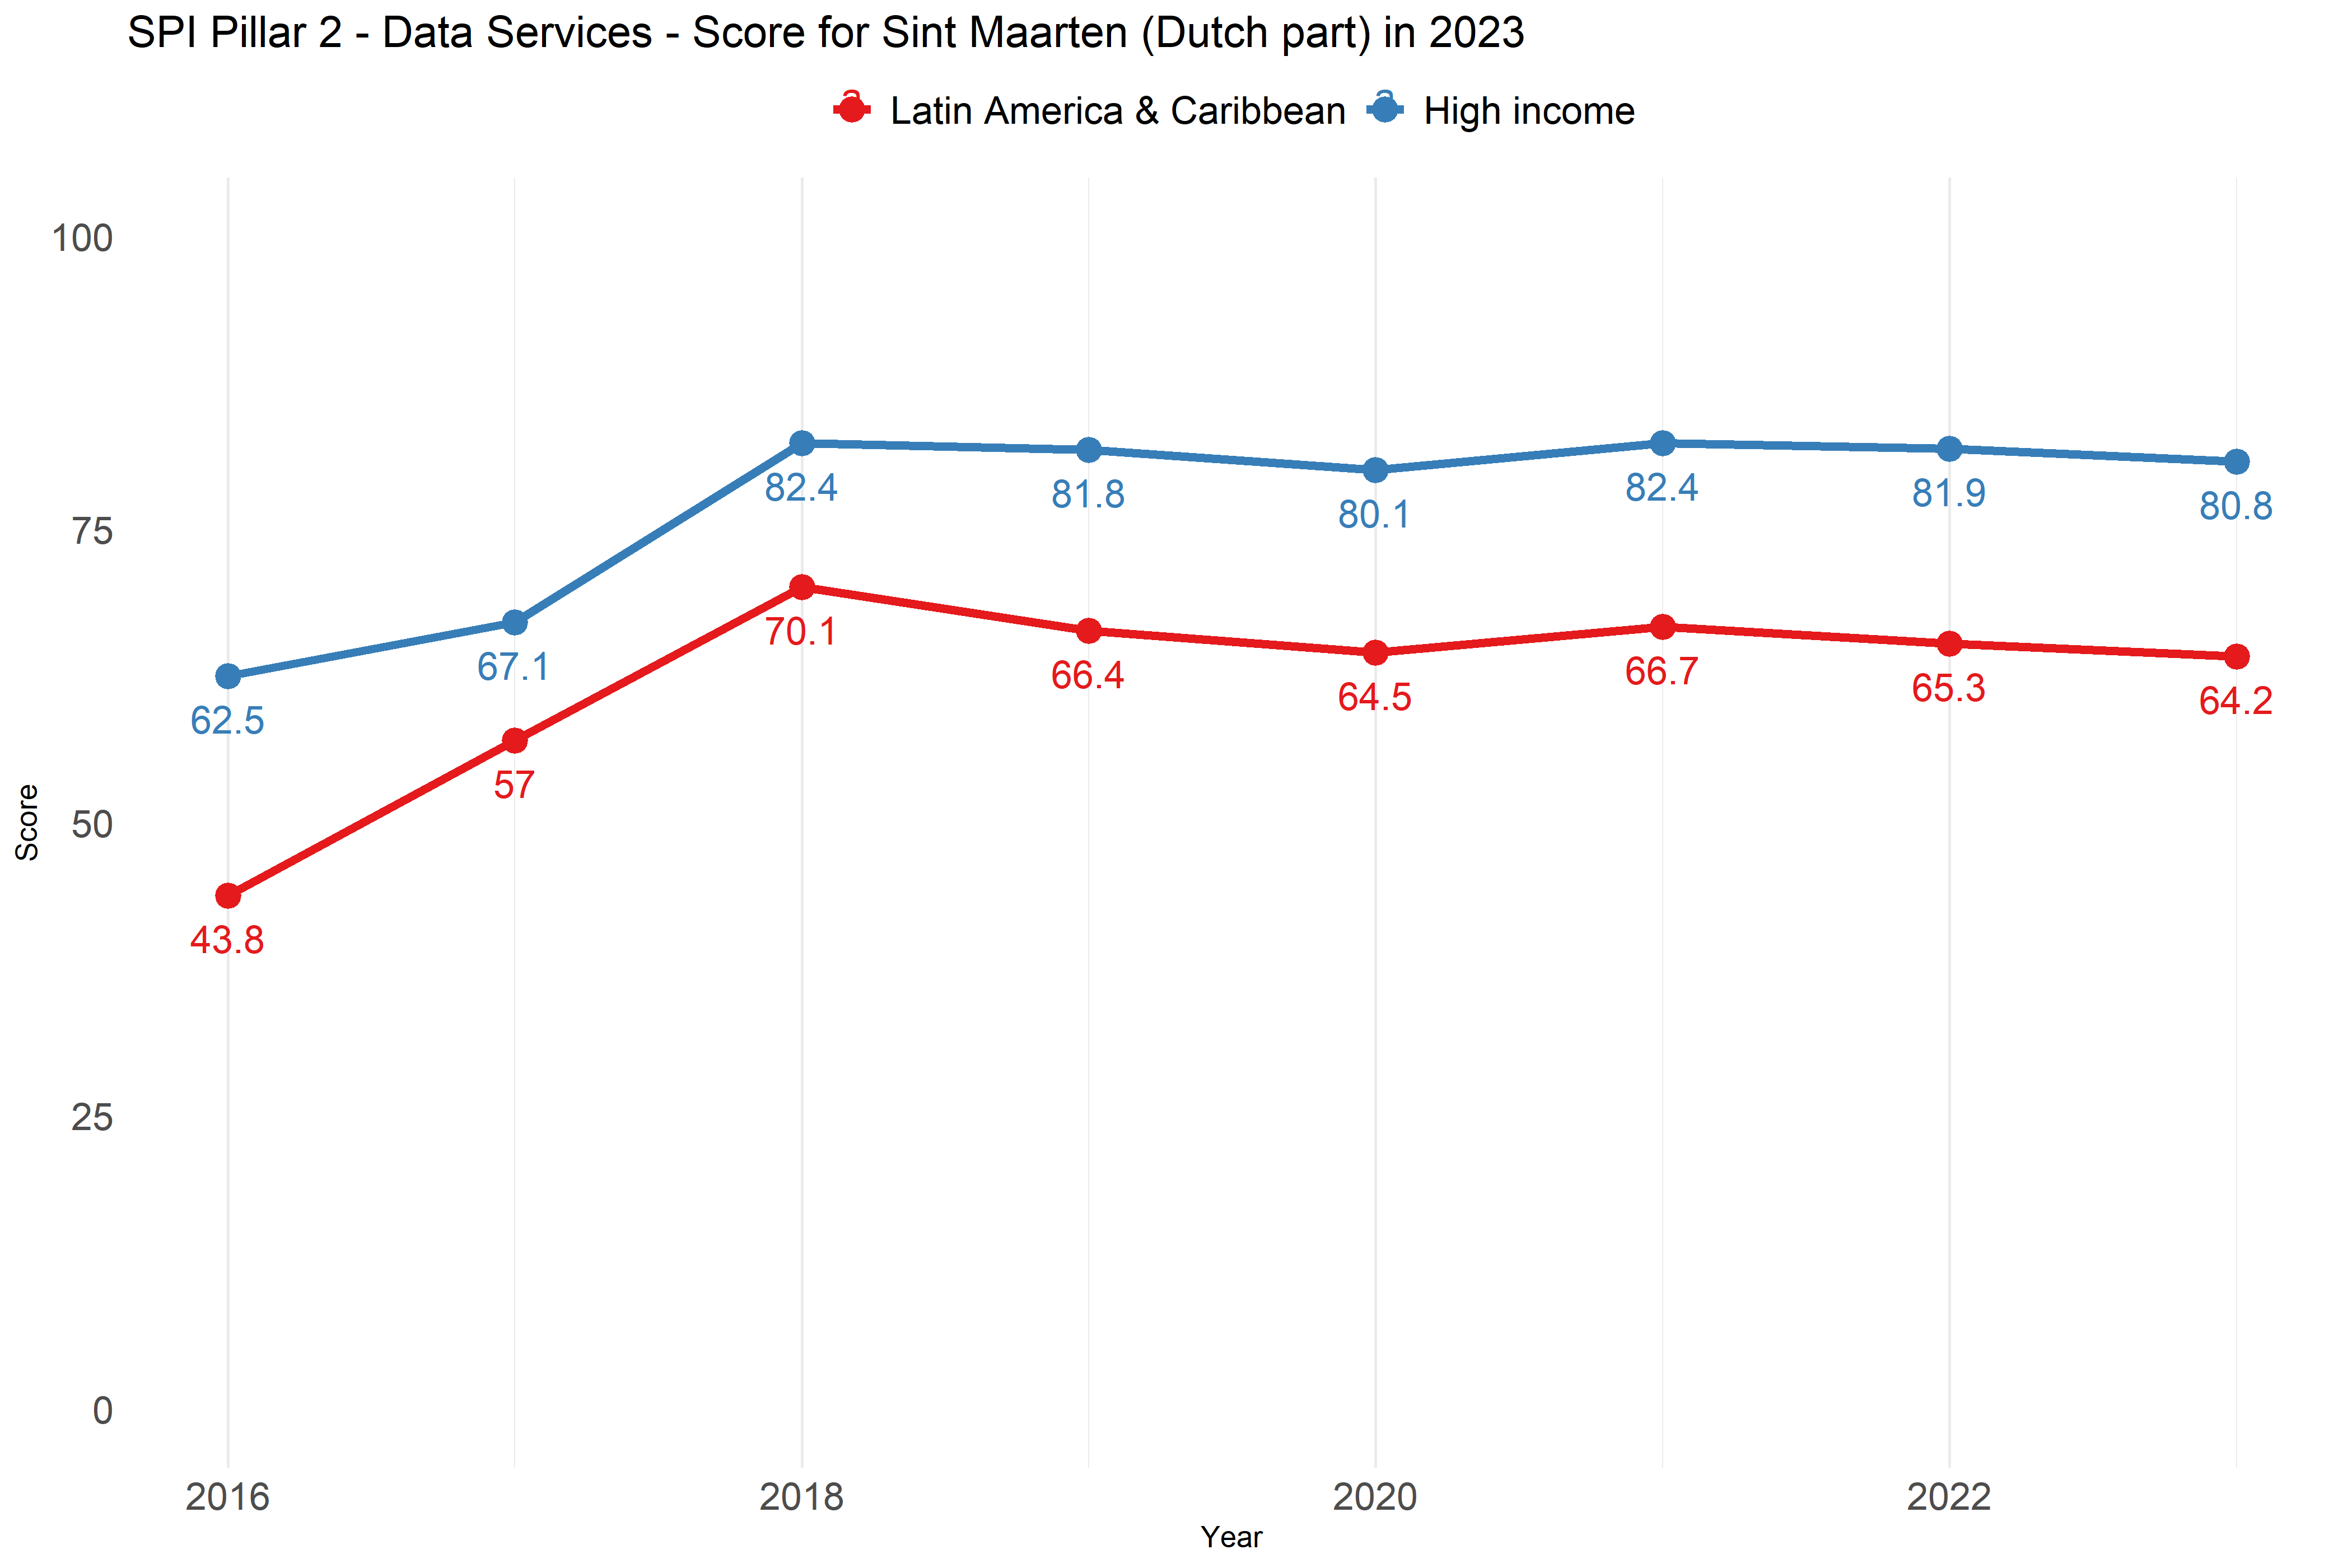 SPI Pillar 2 - Data Services - Score for Sint Maarten (Dutch part) in 2023
Latin America & Caribbean High income
100
75
50
25
0
Score
82.4 81.8 80.1 82.4 81.9 80.8
62.5 67.1
70.1 66.4 64.5 66.7 65.3 64.2
43.8 57
2016 2018 2020 2022
Year